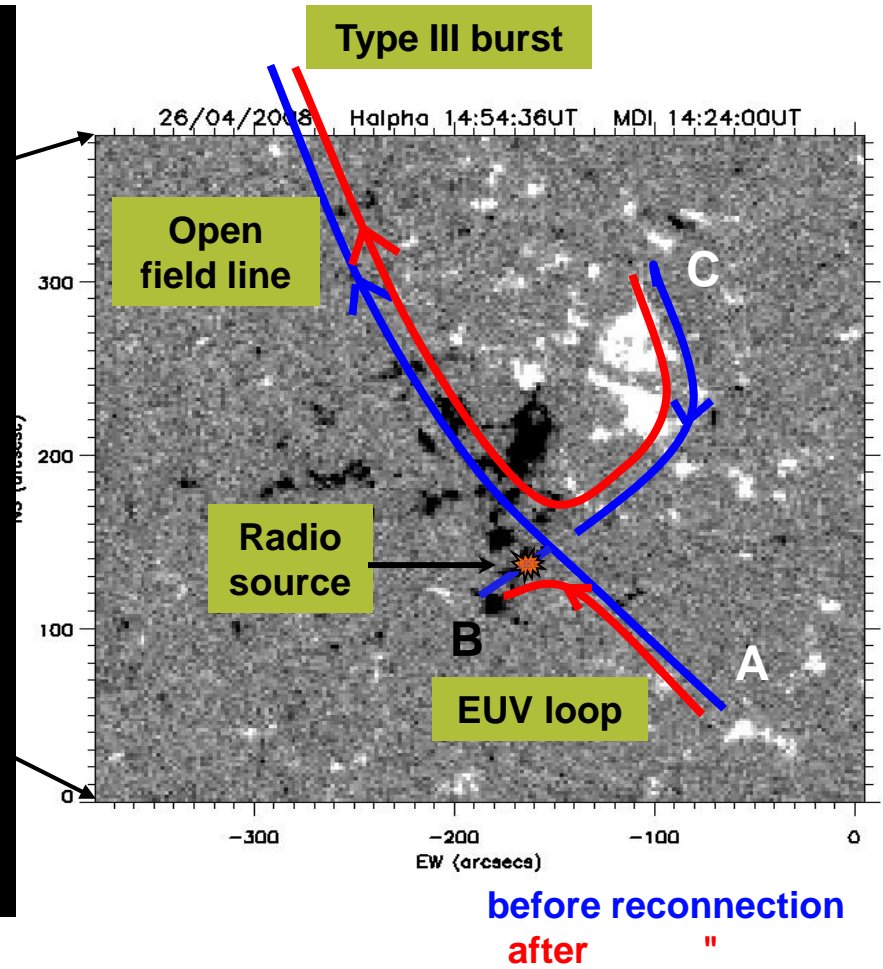 Type III burst
26/04/2008 Halpha 14:54:36UT MDI 14:24:00UT
Open
field line
C
300
200
Radio
source
100
B
A
EUV loop
0
-300
-200
-100
0
EW (arcsecs)
before reconnection
after "